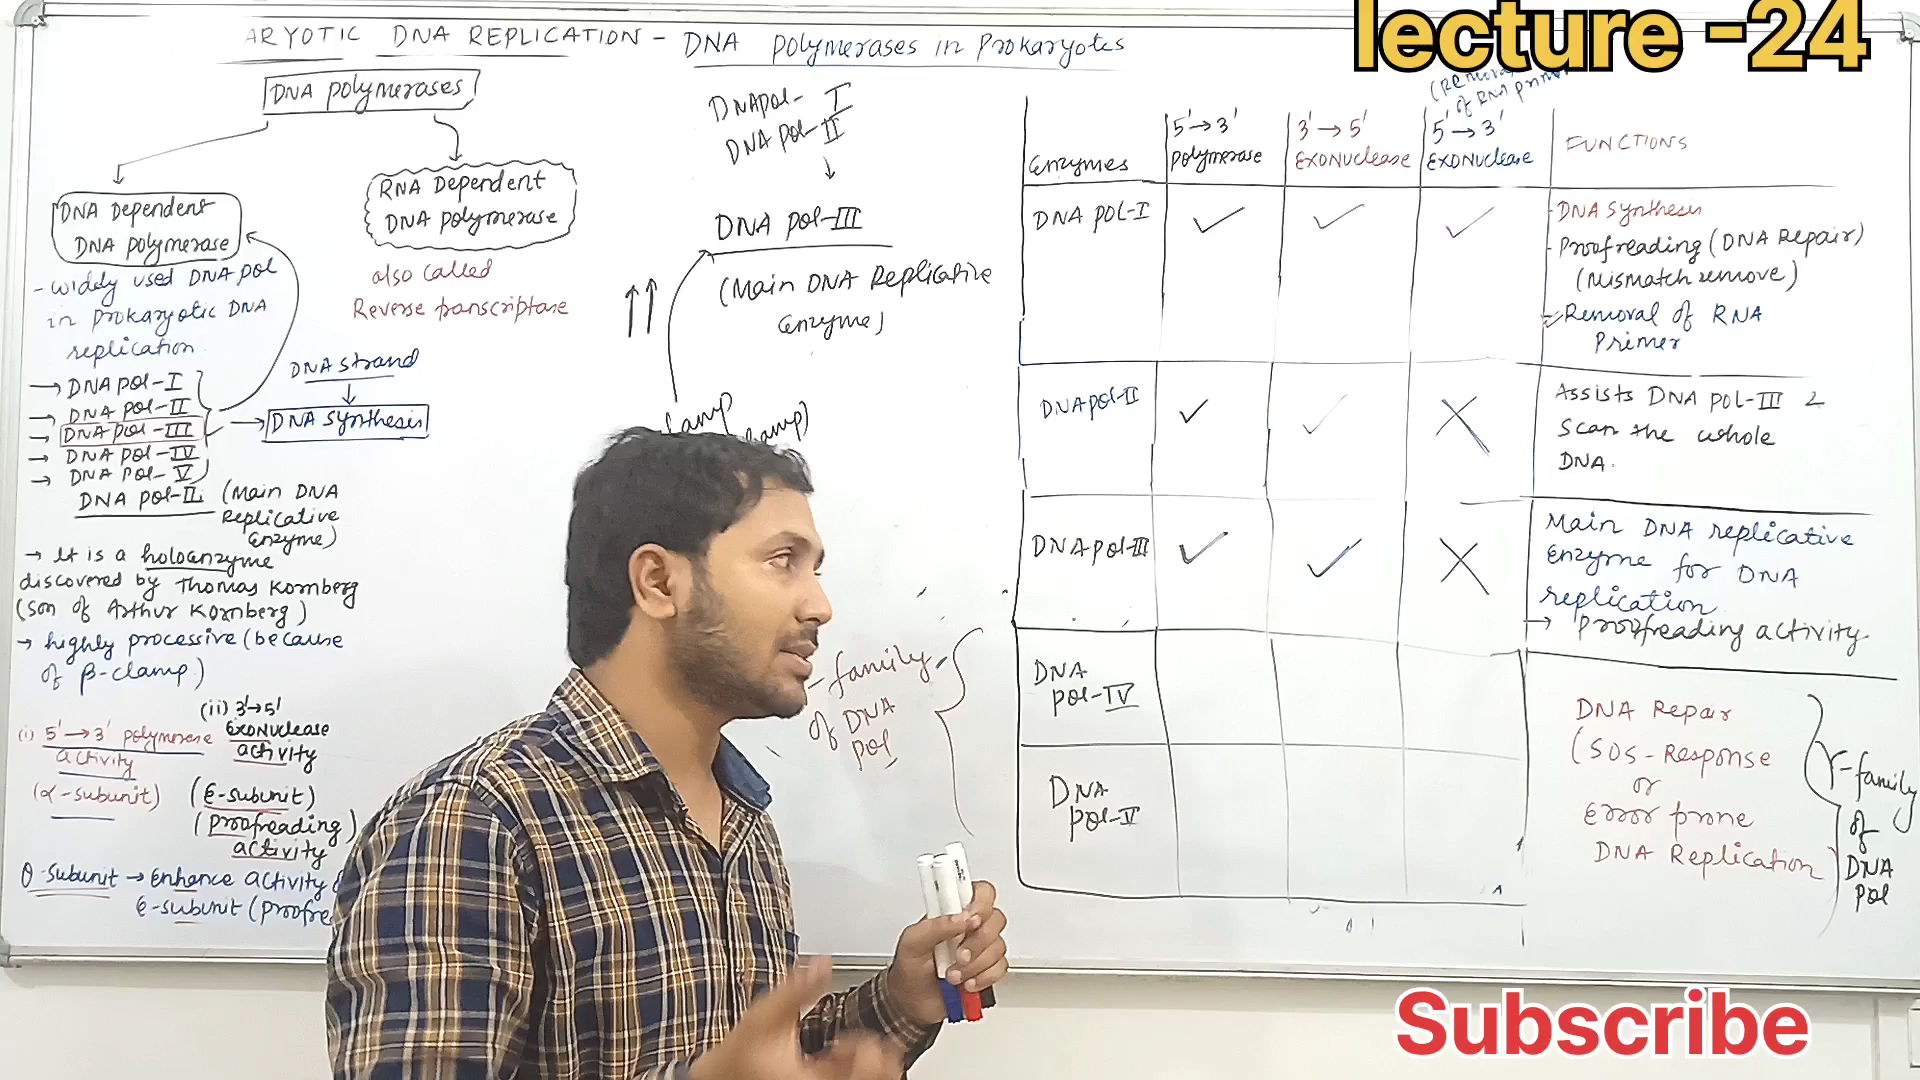 lecture -24
ARYOTIC DNA REPLICATION - DNA polymerases in Prokaryotes
DNA polymerases
DNA Dependent
DNA polymerase
RNA Dependent
DNA polymerase
also called
Reverse transcriptase
- widely used DNA pol
in prokaryotic DNA
replication
→ DNA pol-I
→ DNA pol-II
→ DNA pol-III
→ DNA pol-IV
→ DNA pol-V
DNA strand
→ DNA synthesis
DNA pol-III (Main DNA
Replicative
Enzyme)
→ It is a holoenzyme
discovered by Thomas Kornberg
(son of Arthur Kornberg)
→ highly processive (because
of β-clamp)
(i) 5'→3' polymerase
activity
(α-subunit)
(ii) 3'→5'
Exonuclease
activity
(ε-subunit)
(Proofreading)
activity
θ-subunit → Enhance activity
ε-subunit (Proofre
DNA pol- I
DNA pol-II
DNA pol-III
(Main DNA Replicative
Enzyme)
clamp
clamp)
- family
of DNA
pol
(Remova
of RNA prim
Enzymes
5'→3'
polymerase
3'→5'
Exonuclease
5'→3'
Exonuclease
FUNCTIONS
DNA pol-I ✓ ✓ ✓
- DNA synthesis
- Proofreading (DNA Repair)
(Mismatch remove)
- Removal of RNA
Primer
DNA pol-II ✓ ✓ ✗
Assists DNA pol-III &
scan the whole
DNA.
DNA pol-III ✓ ✓ ✗
Main DNA replicative
Enzyme for DNA
replication
→ proofreading activity
DNA
pol-IV
DNA
pol-V
DNA Repair
(SOS-Response
or
Error prone
DNA Replication)
Y-family
of
DNA
pol
Subscribe